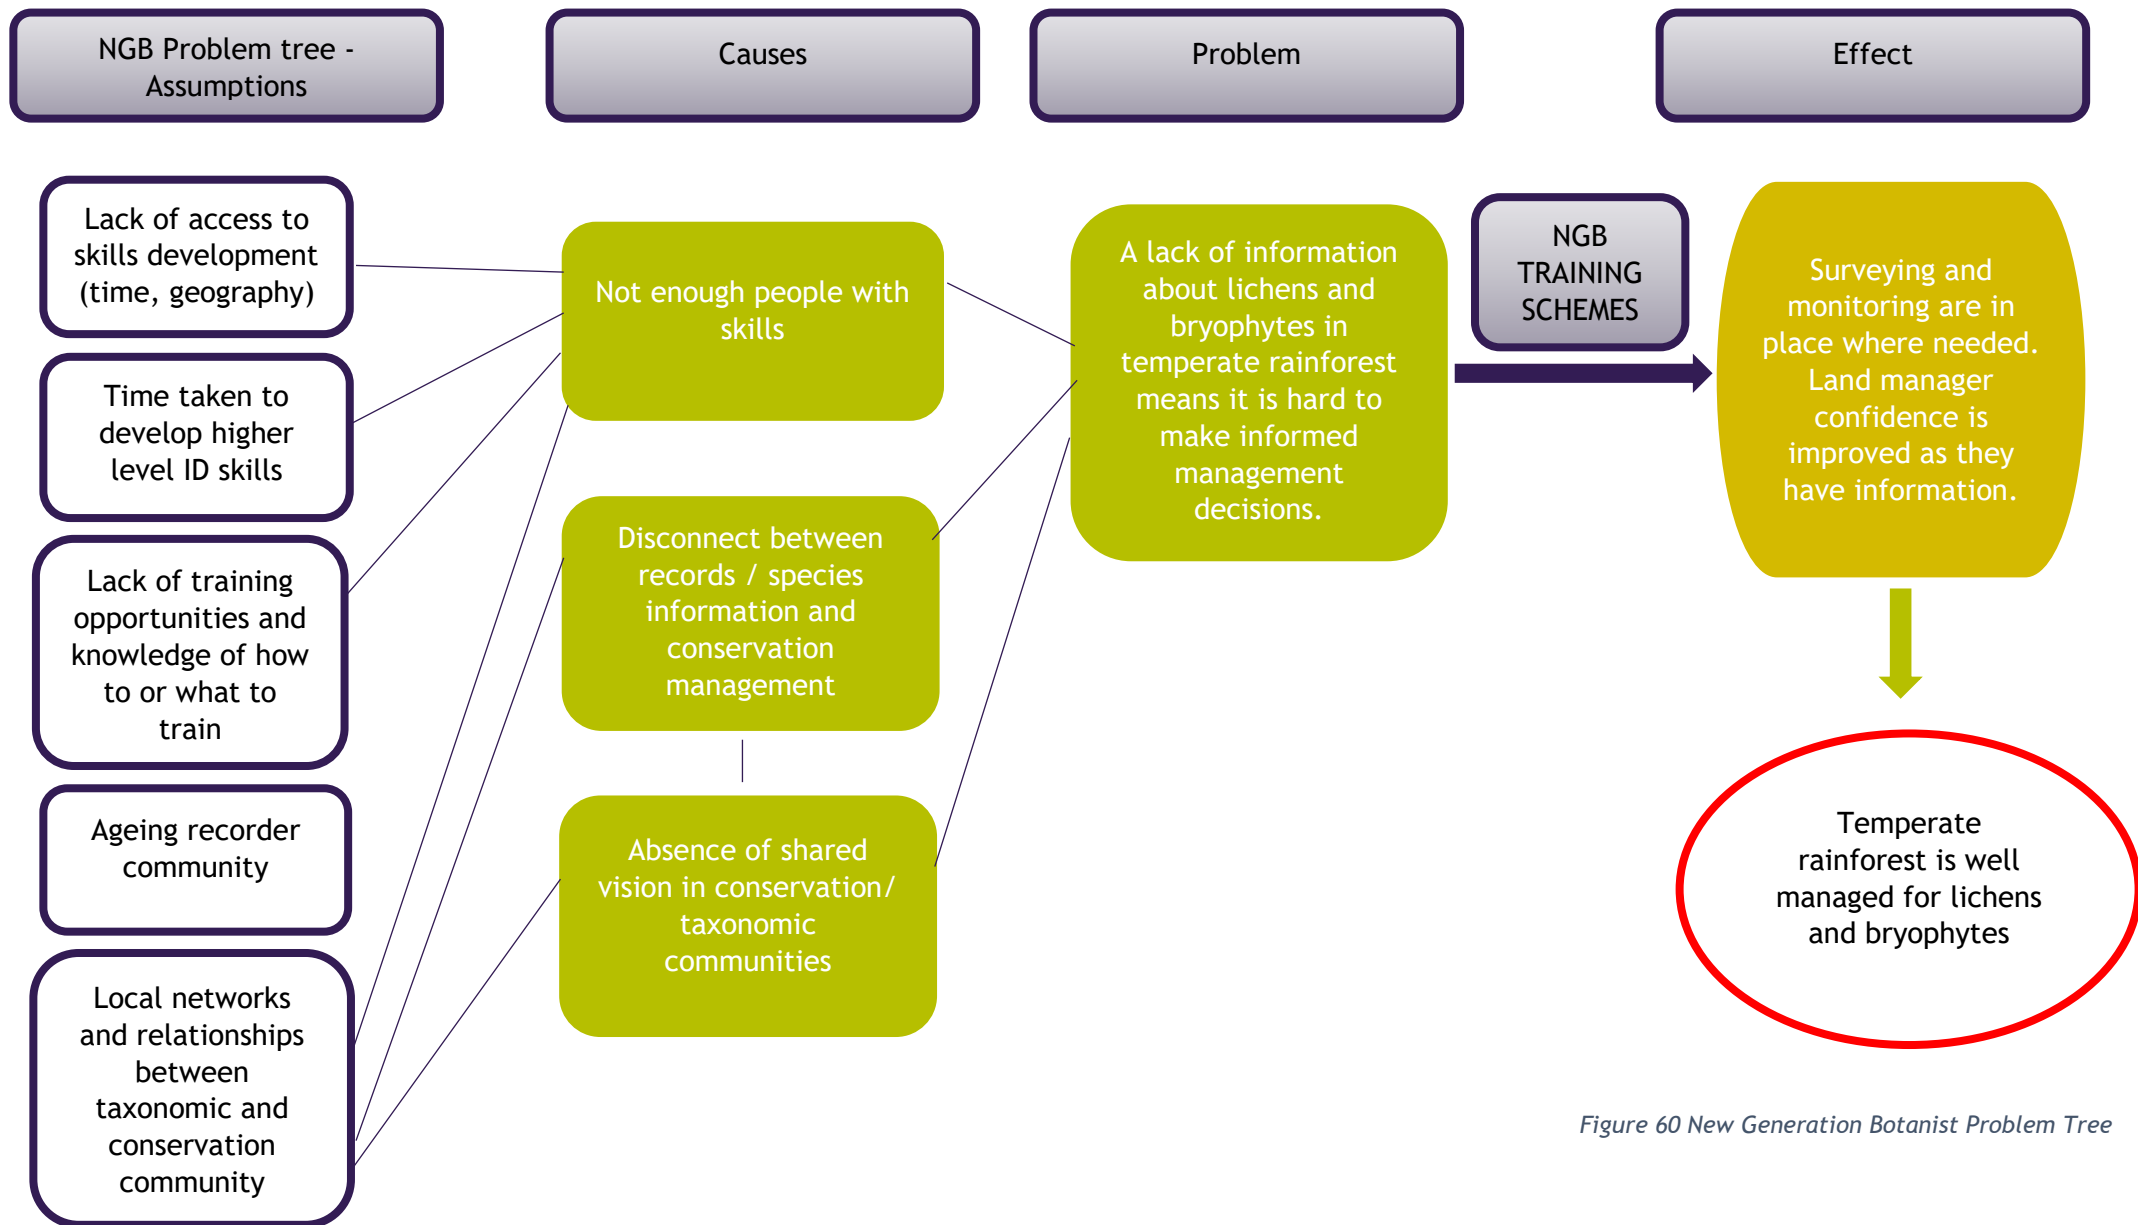 NGB Problem tree -
Assumptions
Causes
Problem
Effect
Lack of access to
skills development
(time, geography)
Time taken to
develop higher
level ID skills
Lack of training
opportunities and
knowledge of how
to or what to
train
Ageing recorder
community
Local networks
and relationships
between
taxonomic and
conservation
community
Not enough people with
skills
Disconnect between
records / species
information and
conservation
management
Absence of shared
vision in conservation/
taxonomic
communities
A lack of information
about lichens and
bryophytes in
temperate rainforest
means it is hard to
make informed
management
decisions.
NGB
TRAINING
SCHEMES
Surveying and
monitoring are in
place where needed.
Land manager
confidence is
improved as they
have information.
Temperate
rainforest is well
managed for lichens
and bryophytes
Figure 60 New Generation Botanist Problem Tree